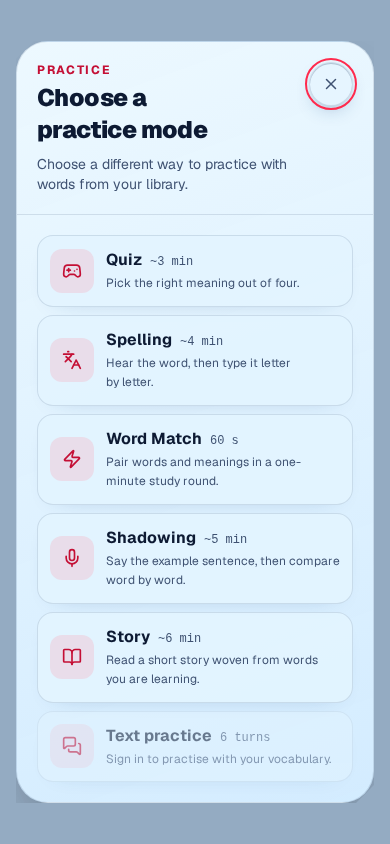 PRACTICE
Choose a
practice mode
Choose a different way to practice with
words from your library.
Quiz ~3 min
Pick the right meaning out of four.
Spelling ~4 min
Hear the word, then type it letter
by letter.
Word Match 60 s
Pair words and meanings in a one-
minute study round.
Shadowing ~5 min
Say the example sentence, then compare
word by word.
Story ~6 min
Read a short story woven from words
you are learning.
Text practice 6 turns
Sign in to practise with your vocabulary.